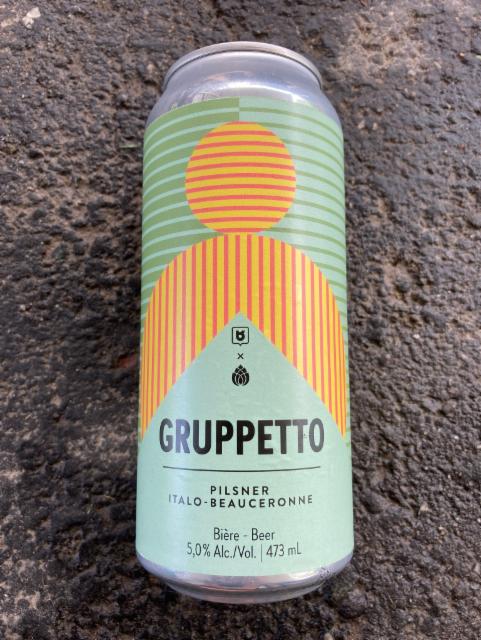 ×
GRUPPETTO
PILSNER
ITALO-BEAUCERONNE
Bière - Beer
5,0% Alc./Vol. | 473 mL